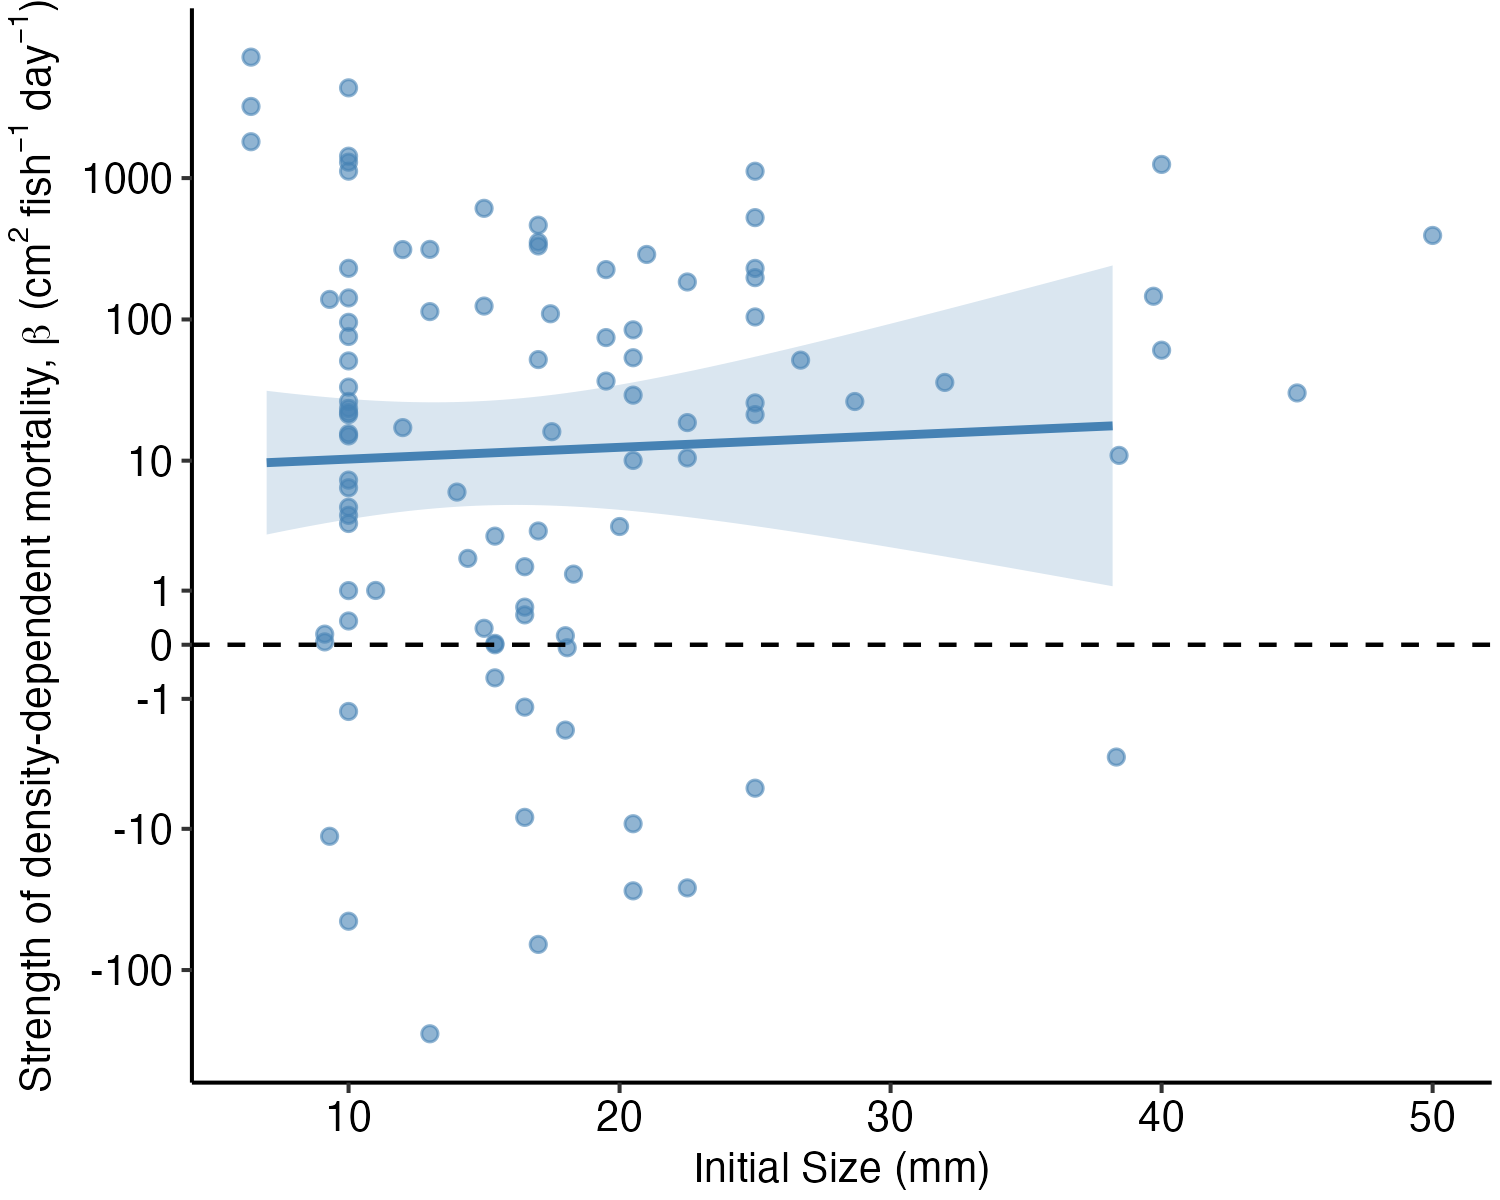 Strength of density-dependent mortality, β (cm² fish⁻¹ day⁻¹)
1000
100
10
1
0
-1
-10
-100
10 20 30 40 50
Initial Size (mm)